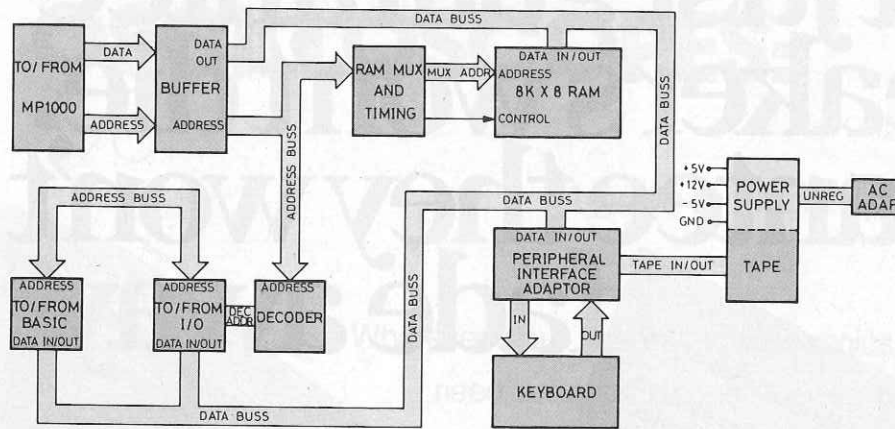 DATA BUSS
TO/FROM
MP1000
DATA
ADDRESS
DATA
OUT
BUFFER
ADDRESS
ADDRESS BUSS
RAM MUX
AND
TIMING
MUX ADDR
DATA IN/OUT
ADDRESS
8K X 8 RAM
CONTROL
DATA BUSS
+5V
+12V
-5V
GND
POWER
SUPPLY
TAPE
UNREG
AC
ADAP
ADDRESS BUSS
ADDRESS
TO/FROM
BASIC
DATA IN/OUT
ADDRESS
TO/FROM
I/O
DATA IN/OUT
DEC
ADDR
ADDRESS
DECODER
DATA BUSS
DATA BUSS
DATA IN/OUT
PERIPHERAL
INTERFACE
ADAPTOR
TAPE IN/OUT
IN
OUT
KEYBOARD
DATA BUSS